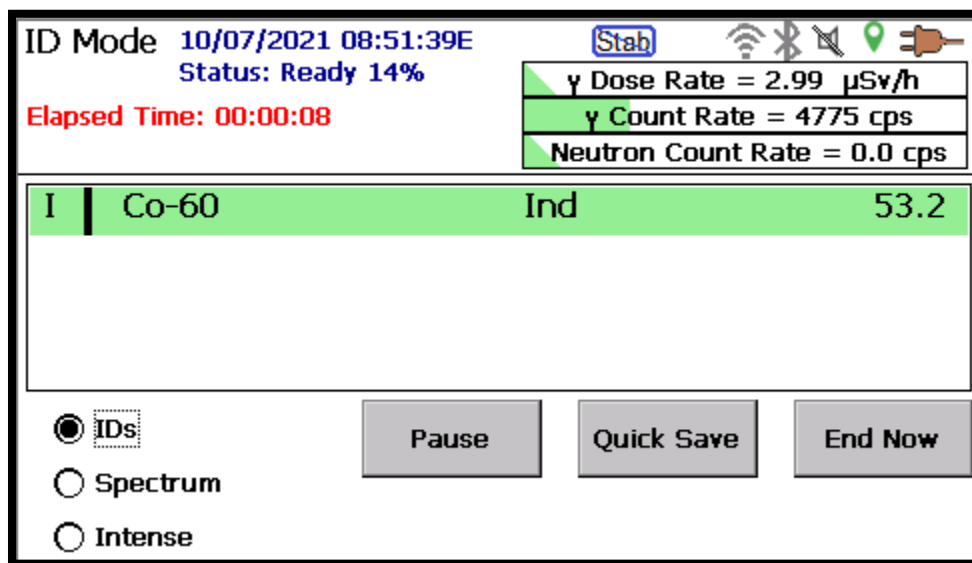 ID Mode 10/07/2021 08:51:39E Stab
Status: Ready 14%
γ Dose Rate = 2.99 μSv/h
Elapsed Time: 00:00:08
γ Count Rate = 4775 cps
Neutron Count Rate = 0.0 cps
I Co-60 Ind 53.2
IDs
Pause Quick Save End Now
Spectrum
Intense